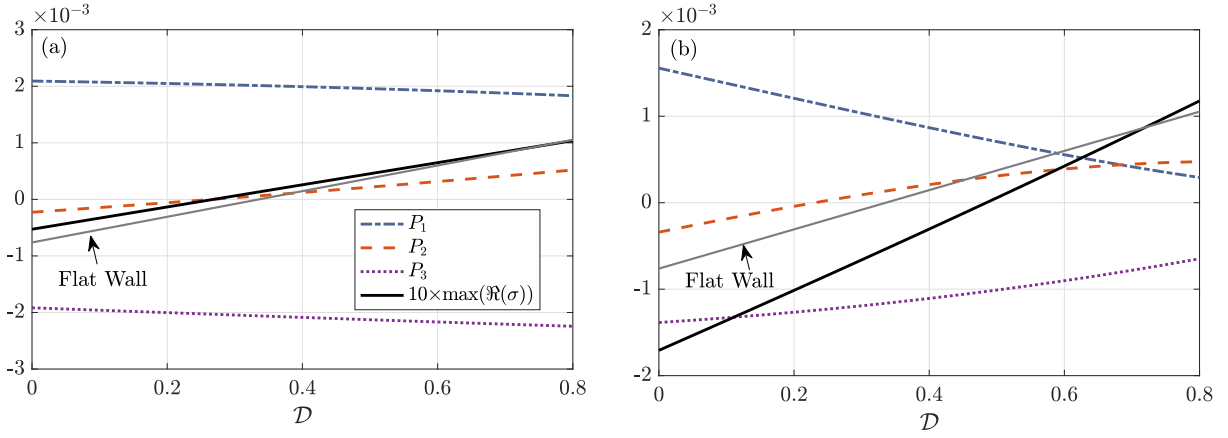 ×10⁻³
(a)
3
2
1
0
-1
-2
-3
Flat Wall
P₁
P₂
P₃
10×max(ℜ(σ))
0 0.2 0.4 0.6 0.8
𝒟
×10⁻³
(b)
2
1
0
-1
-2
Flat Wall
0 0.2 0.4 0.6 0.8
𝒟